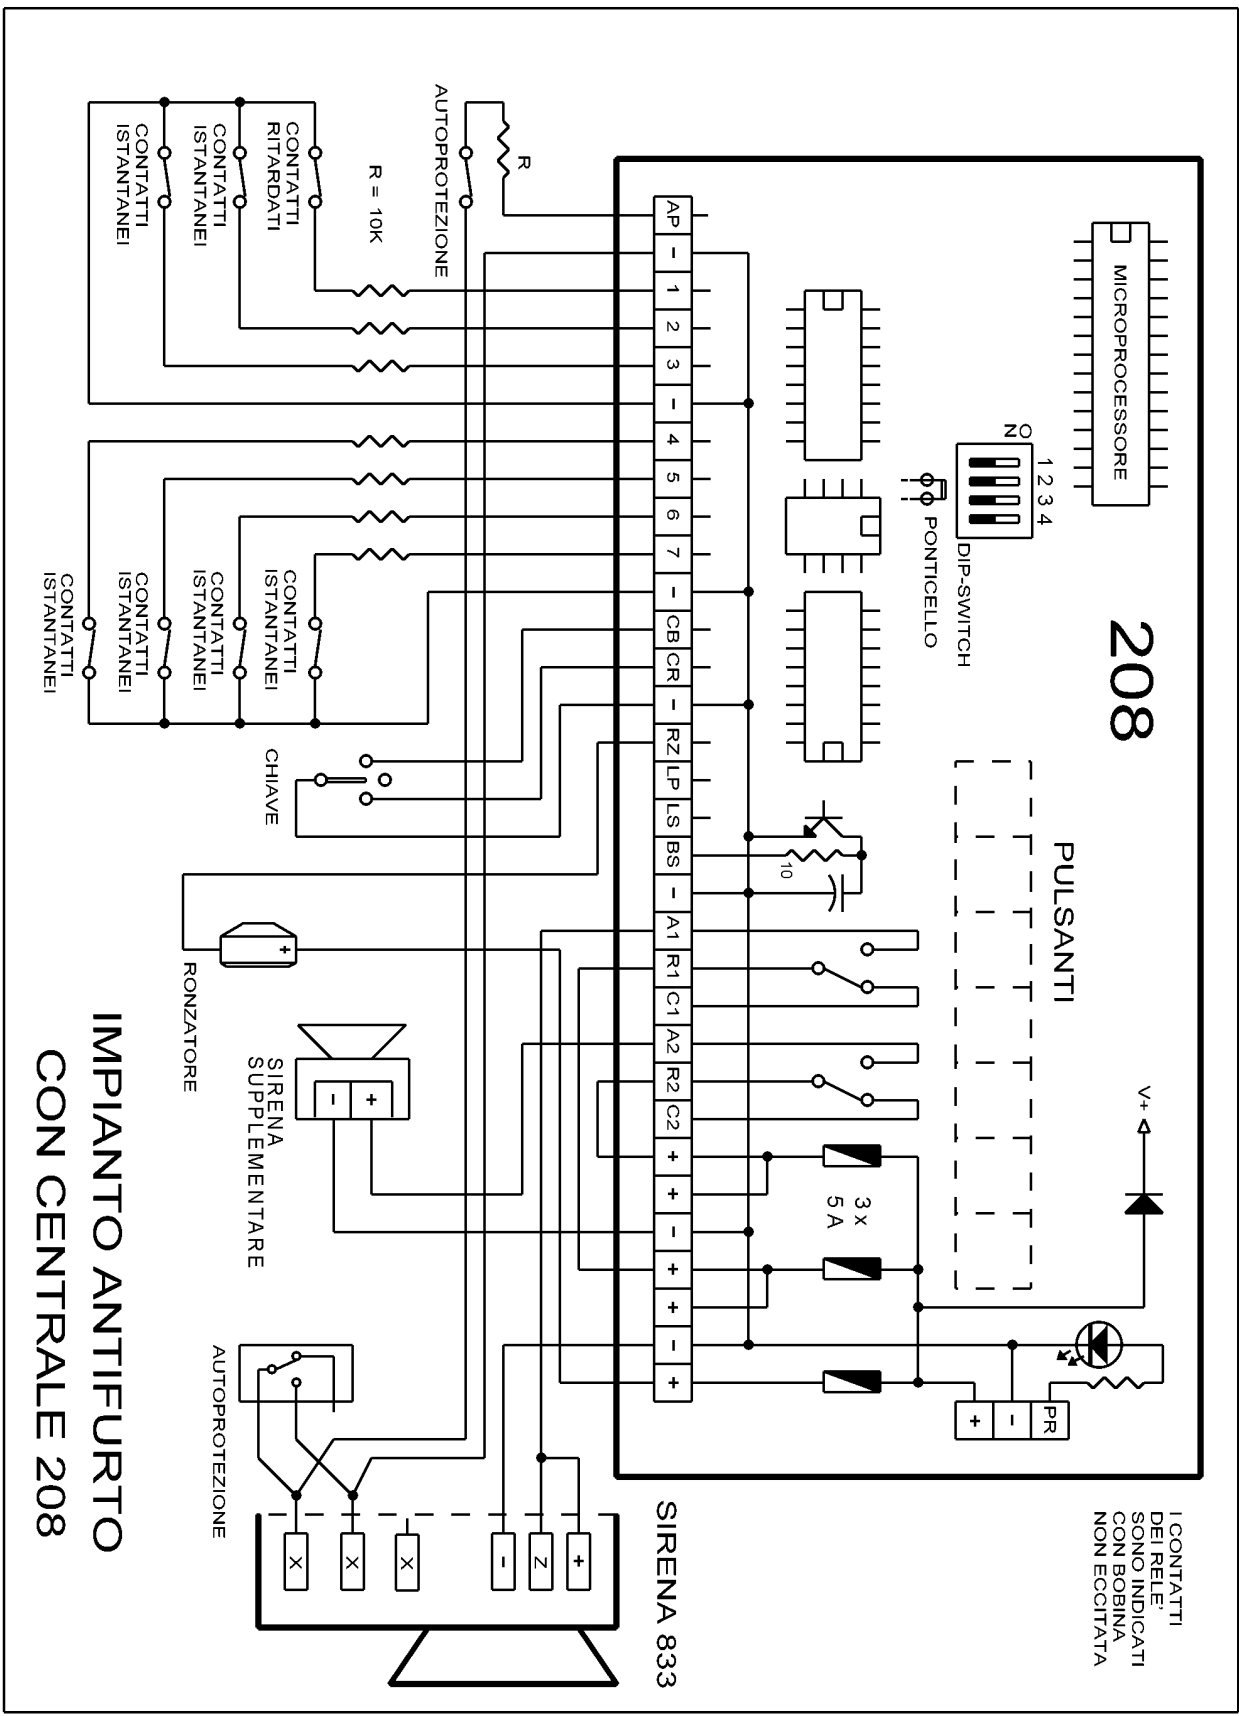 MICROPROCESSORE
208
PULSANTI
ON
1 2 3 4
DIP-SWITCH
PONTICELLO
V+
10
3 x
5 A
PR
-
+
I CONTATTI
DEI RELE'
SONO INDICATI
CON BOBINA
NON ECCITATA
AP
-
1
2
3
-
4
5
6
7
-
CB
CR
-
RZ
LP
LS
BS
-
A1
R1
C1
A2
R2
C2
+
+
-
+
+
-
+
R
AUTOPROTEZIONE
R = 10K
CONTATTI
RITARDATI
CONTATTI
ISTANTANEI
CONTATTI
ISTANTANEI
CONTATTI
ISTANTANEI
CONTATTI
ISTANTANEI
CONTATTI
ISTANTANEI
CONTATTI
ISTANTANEI
CHIAVE
+
RONZATORE
+
-
SIRENA
SUPPLEMENTARE
AUTOPROTEZIONE
SIRENA 833
+
Z
-
X
X
X
IMPIANTO ANTIFURTO
CON CENTRALE 208